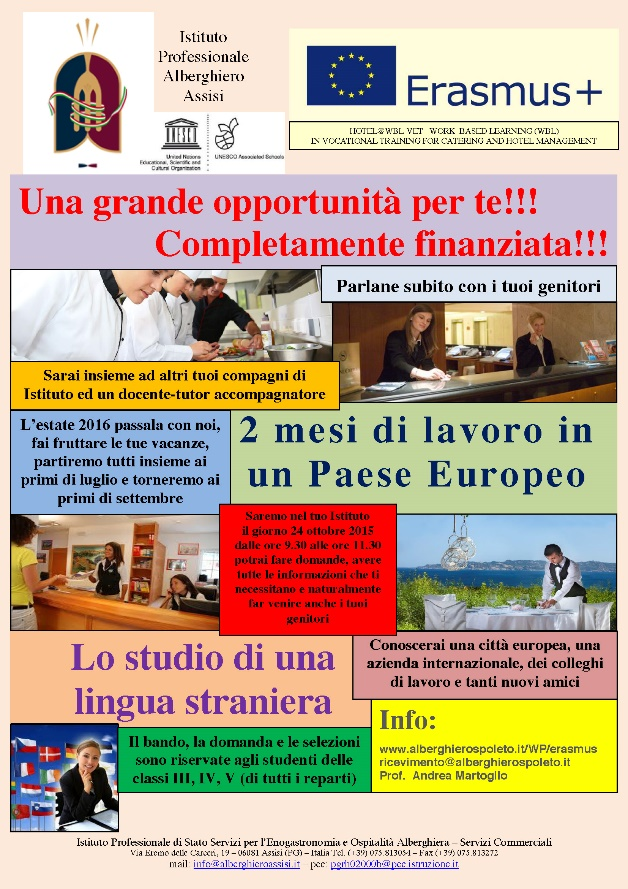 Istituto
Professionale
Alberghiero
Assisi
UNESCO
United Nations
Educational, Scientific and
Cultural Organization
UNESCO Associated Schools
Erasmus+
HOTEL@WBL.VET - WORK BASED LEARNING (WBL)
IN VOCATIONAL TRAINING FOR CATERING AND HOTEL MANAGEMENT
Una grande opportunità per te!!!
Completamente finanziata!!!
Parlane subito con i tuoi genitori
Sarai insieme ad altri tuoi compagni di
Istituto ed un docente-tutor accompagnatore
L'estate 2016 passala con noi,
fai fruttare le tue vacanze,
partiremo tutti insieme ai
primi di luglio e torneremo ai
primi di settembre
2 mesi di lavoro in
un Paese Europeo
Saremo nel tuo Istituto
il giorno 24 ottobre 2015
dalle ore 9.30 alle ore 11.30
potrai fare domande, avere
tutte le informazioni che ti
necessitano e naturalmente
far venire anche i tuoi
genitori
Lo studio di una
lingua straniera
Conoscerai una città europea, una
azienda internazionale, dei colleghi
di lavoro e tanti nuovi amici
Il bando, la domanda e le selezioni
sono riservate agli studenti delle
classi III, IV, V (di tutti i reparti)
Info:
www.alberghierospoleto.it/WP/erasmus
ricevimento@alberghierospoleto.it
Prof. Andrea Martoglio
Istituto Professionale di Stato Servizi per l'Enogastronomia e Ospitalità Alberghiera – Servizi Commerciali
Via Eremo delle Carceri, 19 – 06081 Assisi (PG) – Italia Tel. (+39) 075.813054 – Fax (+39) 075.813272
mail: info@alberghieroassisi.it – pec: pgrh02000b@pec.istruzione.it